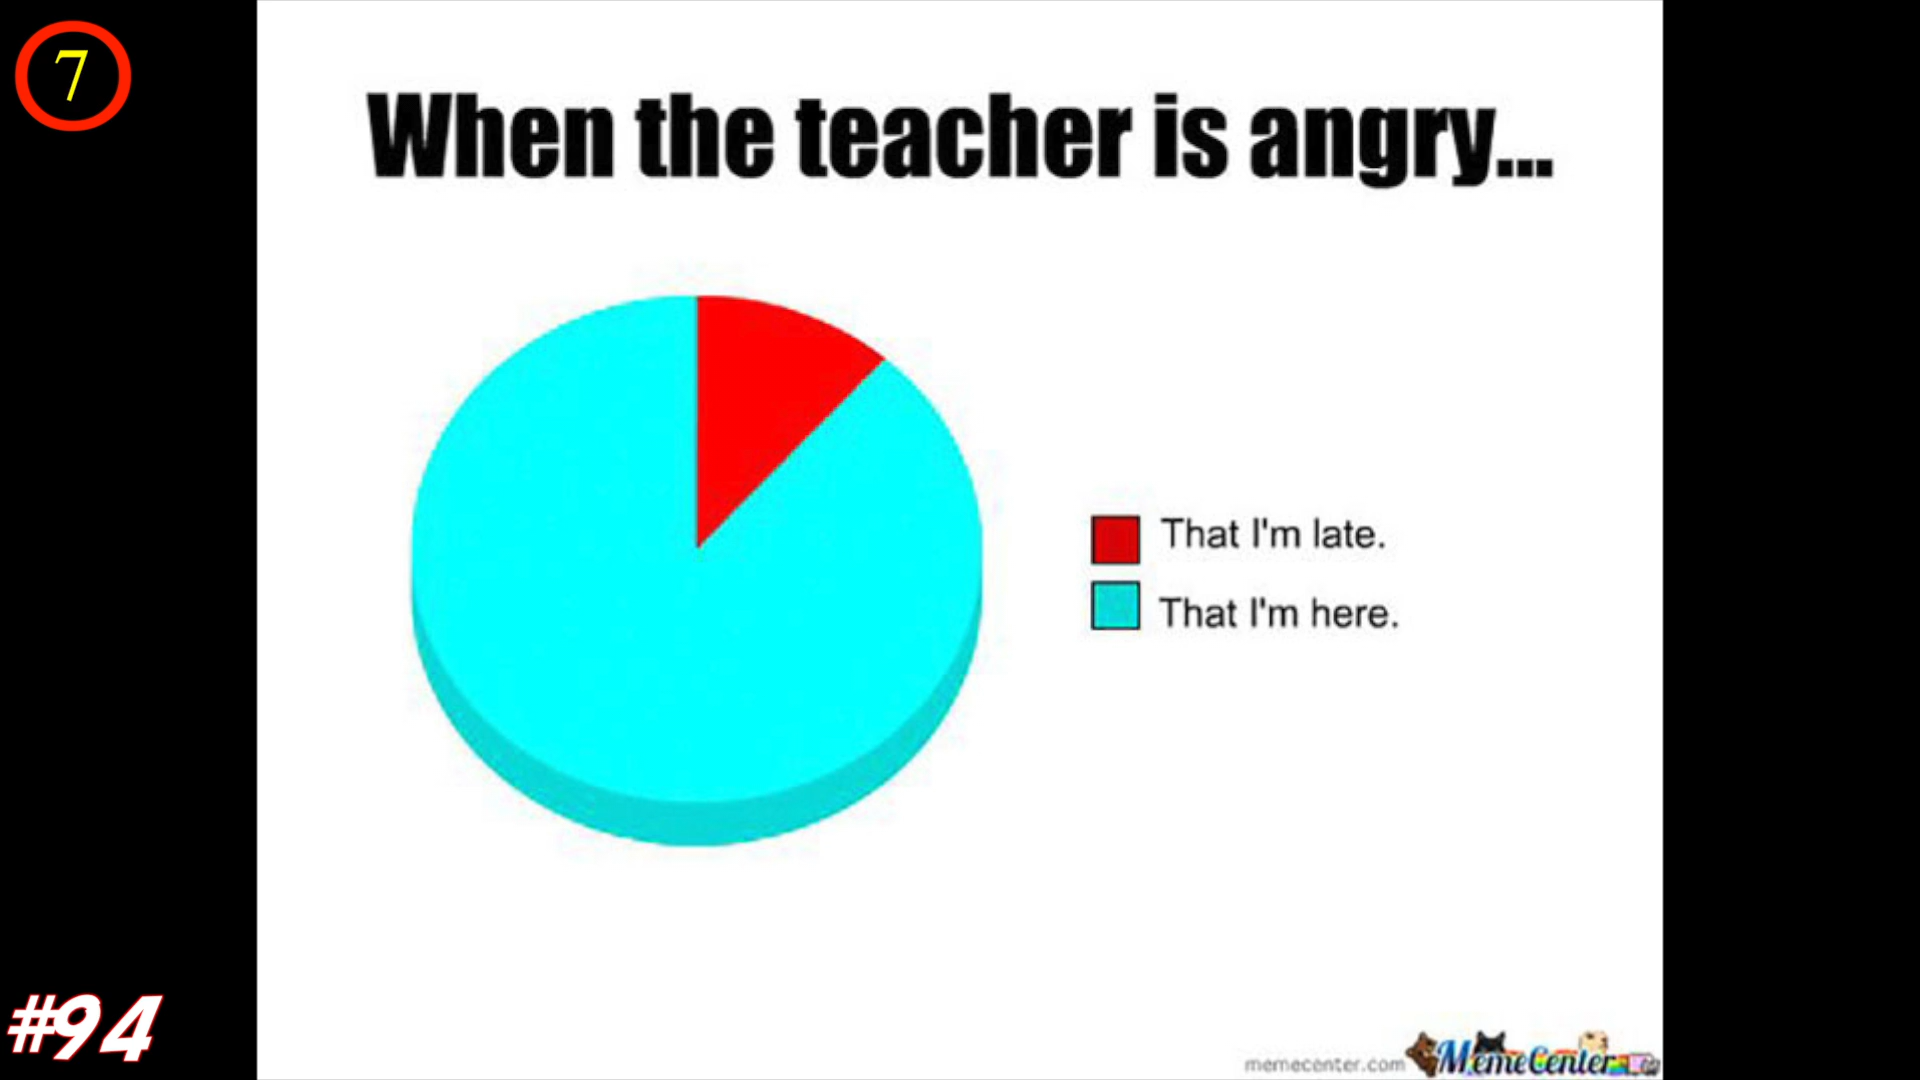 7
When the teacher is angry...
That I'm late.
That I'm here.
#94
memecenter.com MemeCenter